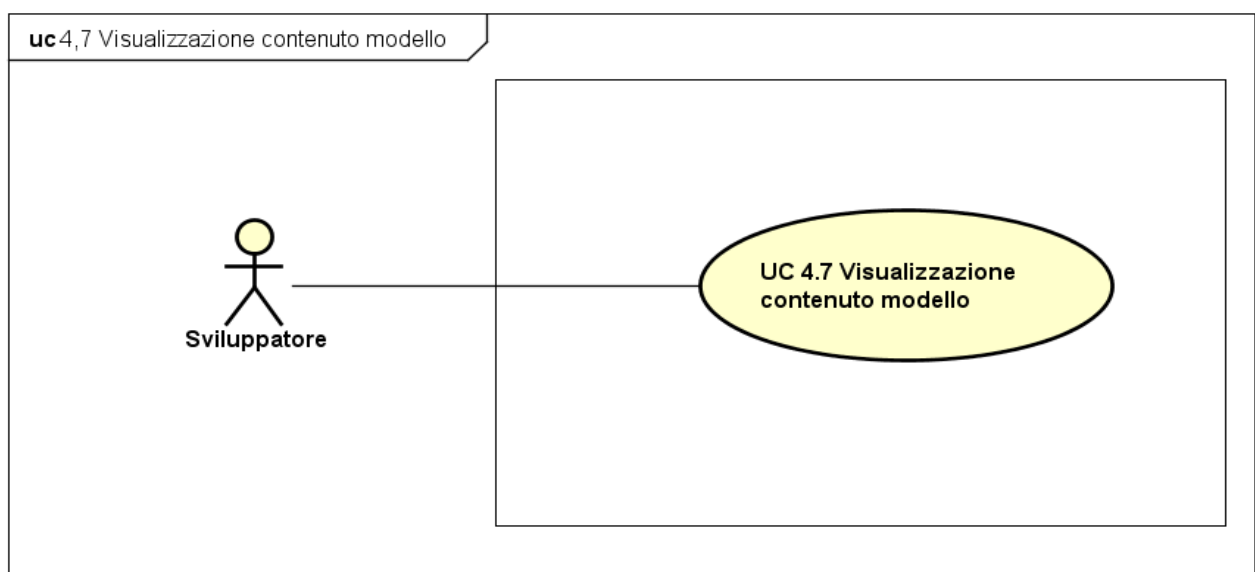 uc 4,7 Visualizzazione contenuto modello
UC 4.7 Visualizzazione
contenuto modello
Sviluppatore